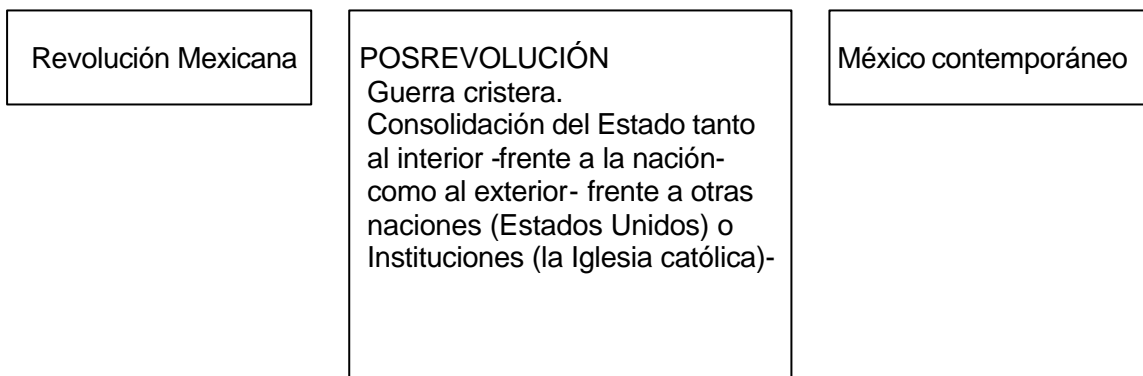 Revolución Mexicana
POSREVOLUCIÓN
Guerra cristera.
Consolidación del Estado tanto
al interior -frente a la nación-
como al exterior- frente a otras
naciones (Estados Unidos) o
Instituciones (la Iglesia católica)-
México contemporáneo